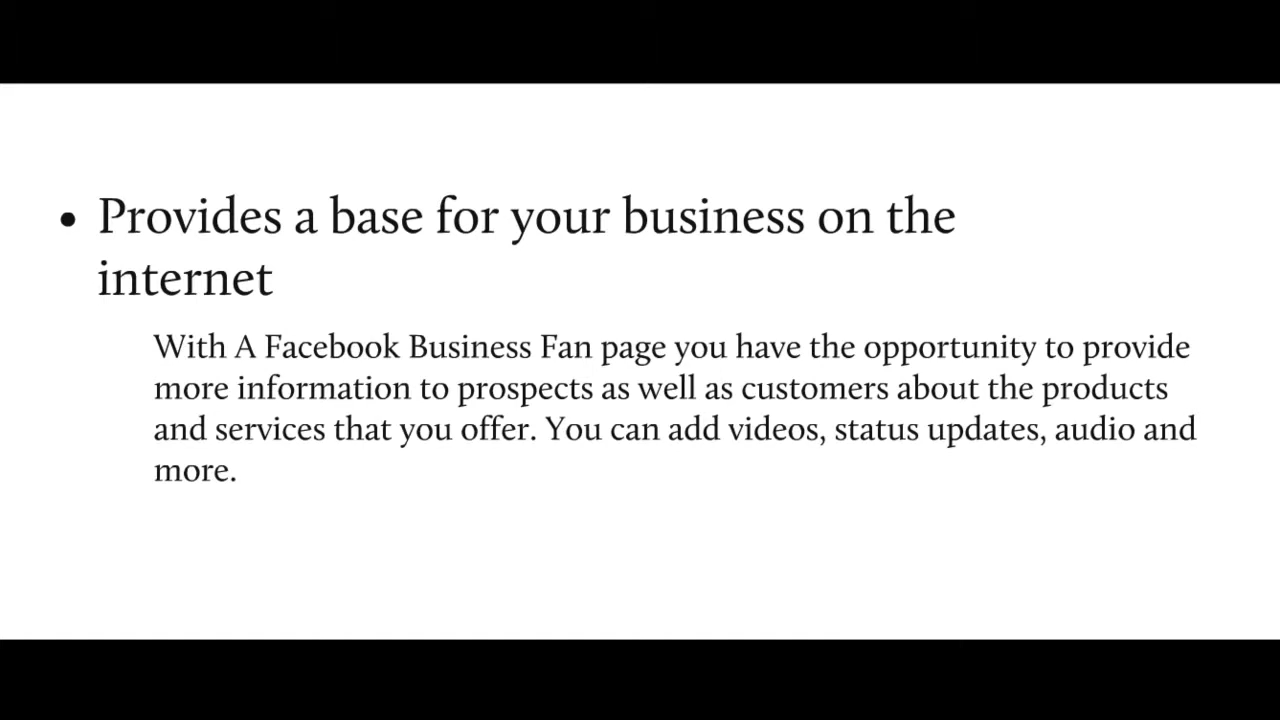 • Provides a base for your business on the
internet
With A Facebook Business Fan page you have the opportunity to provide
more information to prospects as well as customers about the products
and services that you offer. You can add videos, status updates, audio and
more.